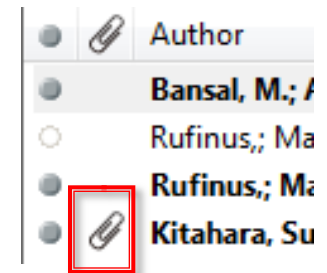 Author
Bansal, M.;
Rufinus,; Ma
Rufinus,; Ma
Kitahara, Su